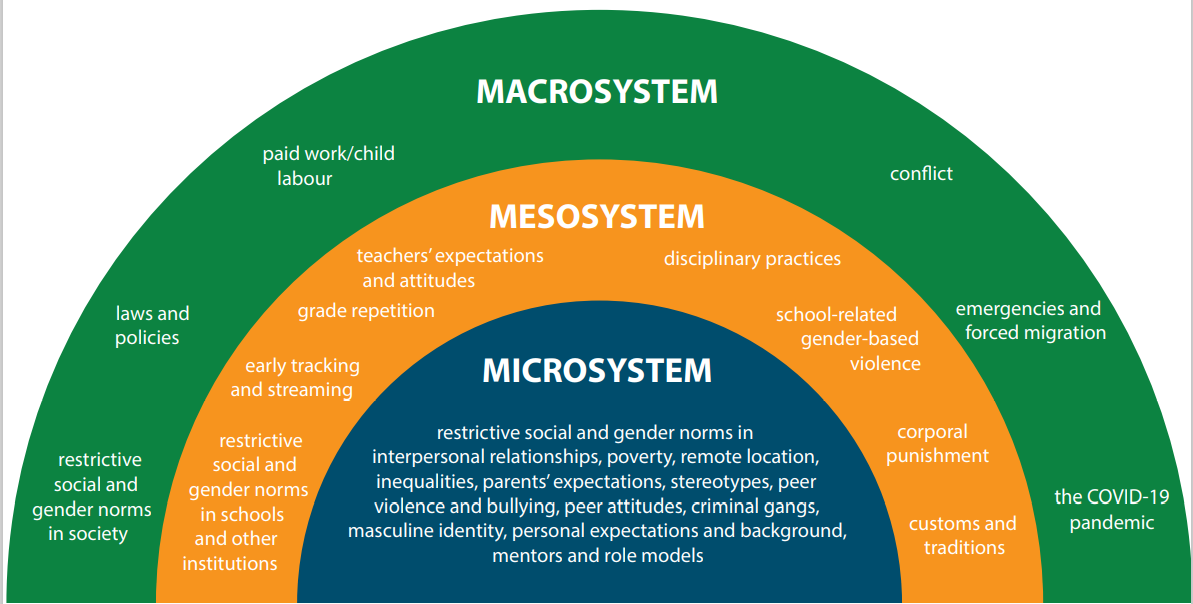 MACROSYSTEM
paid work/child
labour
conflict
laws and
policies
emergencies and
forced migration
restrictive
social and
gender norms
in society
the COVID-19
pandemic
MESOSYSTEM
teachers’ expectations
and attitudes
disciplinary practices
grade repetition
school-related
gender-based
violence
early tracking
and streaming
corporal
punishment
restrictive
social and
gender norms
in schools
and other
institutions
customs and
traditions
MICROSYSTEM
restrictive social and gender norms in
interpersonal relationships, poverty, remote location,
inequalities, parents’ expectations, stereotypes, peer
violence and bullying, peer attitudes, criminal gangs,
masculine identity, personal expectations and background,
mentors and role models